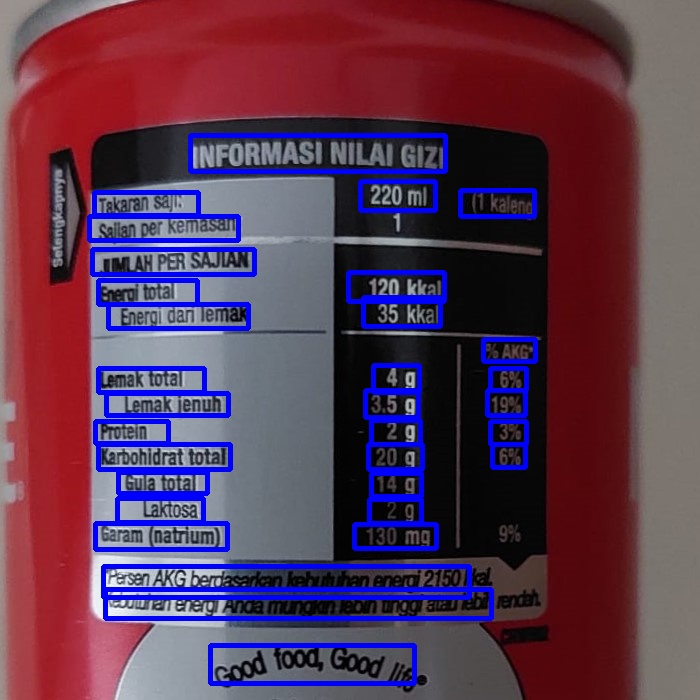 INFORMASI NILAI GIZI
Selengkapnya
Takaran saji: 220 ml (1 kaleng
Sajian per kemasan 1
JUMLAH PER SAJIAN
Energi total 120 kkal
Energi dari lemak 35 kkal
% AKG*
Lemak total 4 g 6%
Lemak jenuh 3.5 g 19%
Protein 2 g 3%
Karbohidrat total 20 g 6%
Gula total 14 g
Laktosa 2 g
Garam (natrium) 130 mg 9%
*Persen AKG berdasarkan kebutuhan energi 2150 kkal.
Kebutuhan energi Anda mungkin lebih tinggi atau lebih rendah.
Good food, Good life®